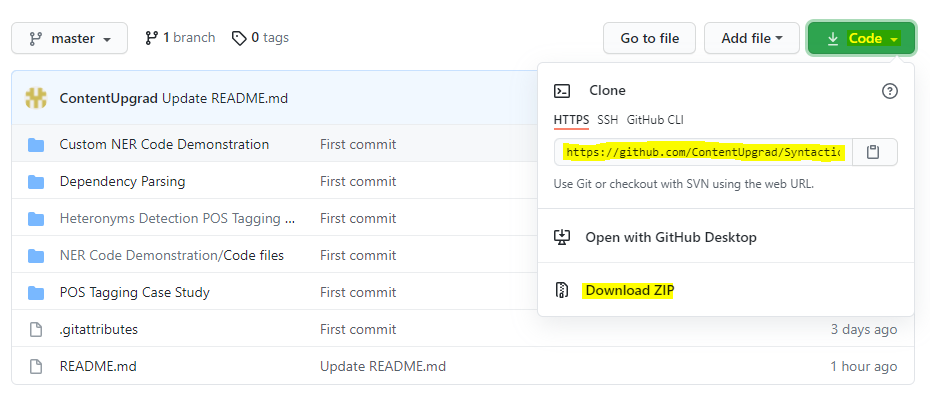 master 1 branch 0 tags Go to file Add file Code
ContentUpgrad Update README.md
Clone
HTTPS SSH GitHub CLI
https://github.com/ContentUpgrad/Syntactic
Use Git or checkout with SVN using the web URL.
Open with GitHub Desktop
Download ZIP
Custom NER Code Demonstration First commit
Dependency Parsing First commit
Heteronyms Detection POS Tagging ... First commit
NER Code Demonstration/Code files First commit
POS Tagging Case Study First commit
.gitattributes First commit 3 days ago
README.md Update README.md 1 hour ago